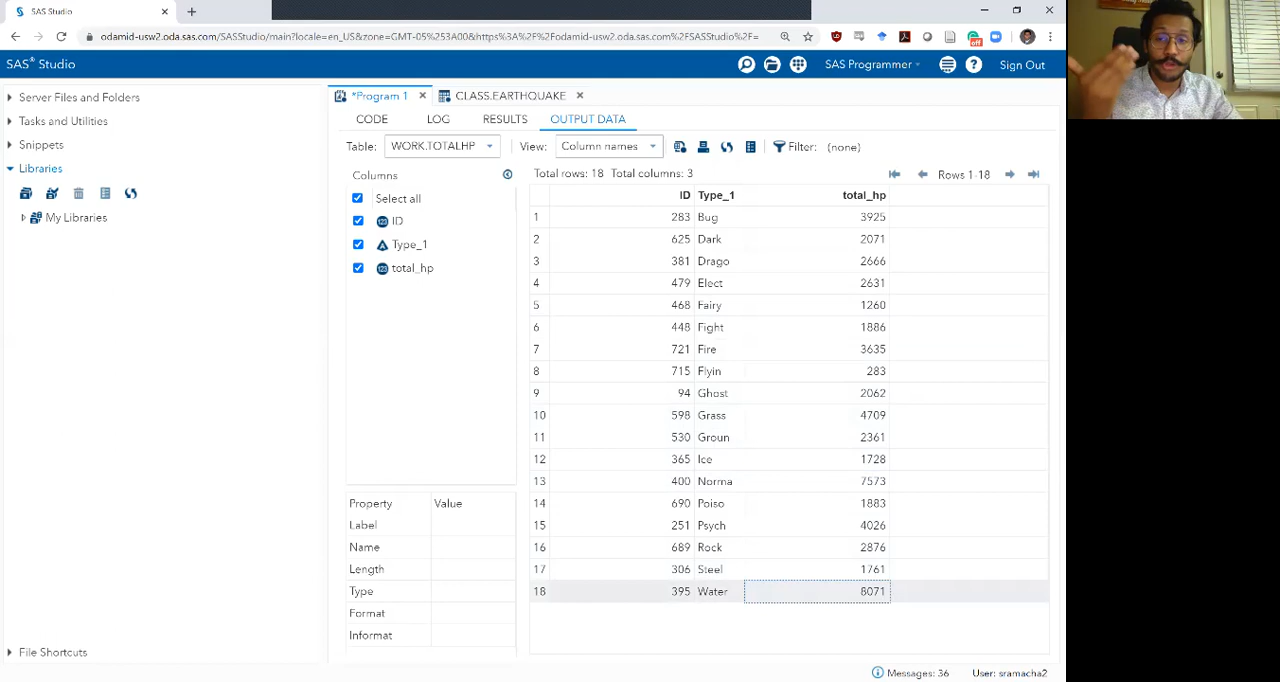 SAS Studio
odamid-usw2.oda.sas.com/SASStudio/main?locale=en_US&zone=GMT-05%253A00&https%3A%2F%2Fodamid-usw2.oda.sas.com%2FSASStudio%2F=
SAS® Studio
SAS Programmer
Sign Out
Server Files and Folders
Tasks and Utilities
Snippets
Libraries
My Libraries
File Shortcuts
*Program 1
CLASS.EARTHQUAKE
CODE LOG RESULTS OUTPUT DATA
Table: WORK.TOTALHP View: Column names Filter: (none)
Columns
Select all
ID
Type_1
total_hp
Property Value
Label
Name
Length
Type
Format
Informat
Total rows: 18 Total columns: 3 Rows 1-18
ID Type_1 total_hp
1 283 Bug 3925
2 625 Dark 2071
3 381 Drago 2666
4 479 Elect 2631
5 468 Fairy 1260
6 448 Fight 1886
7 721 Fire 3635
8 715 Flyin 283
9 94 Ghost 2062
10 598 Grass 4709
11 530 Groun 2361
12 365 Ice 1728
13 400 Norma 7573
14 690 Poiso 1883
15 251 Psych 4026
16 689 Rock 2876
17 306 Steel 1761
18 395 Water 8071
Messages: 36 User: sramacha2